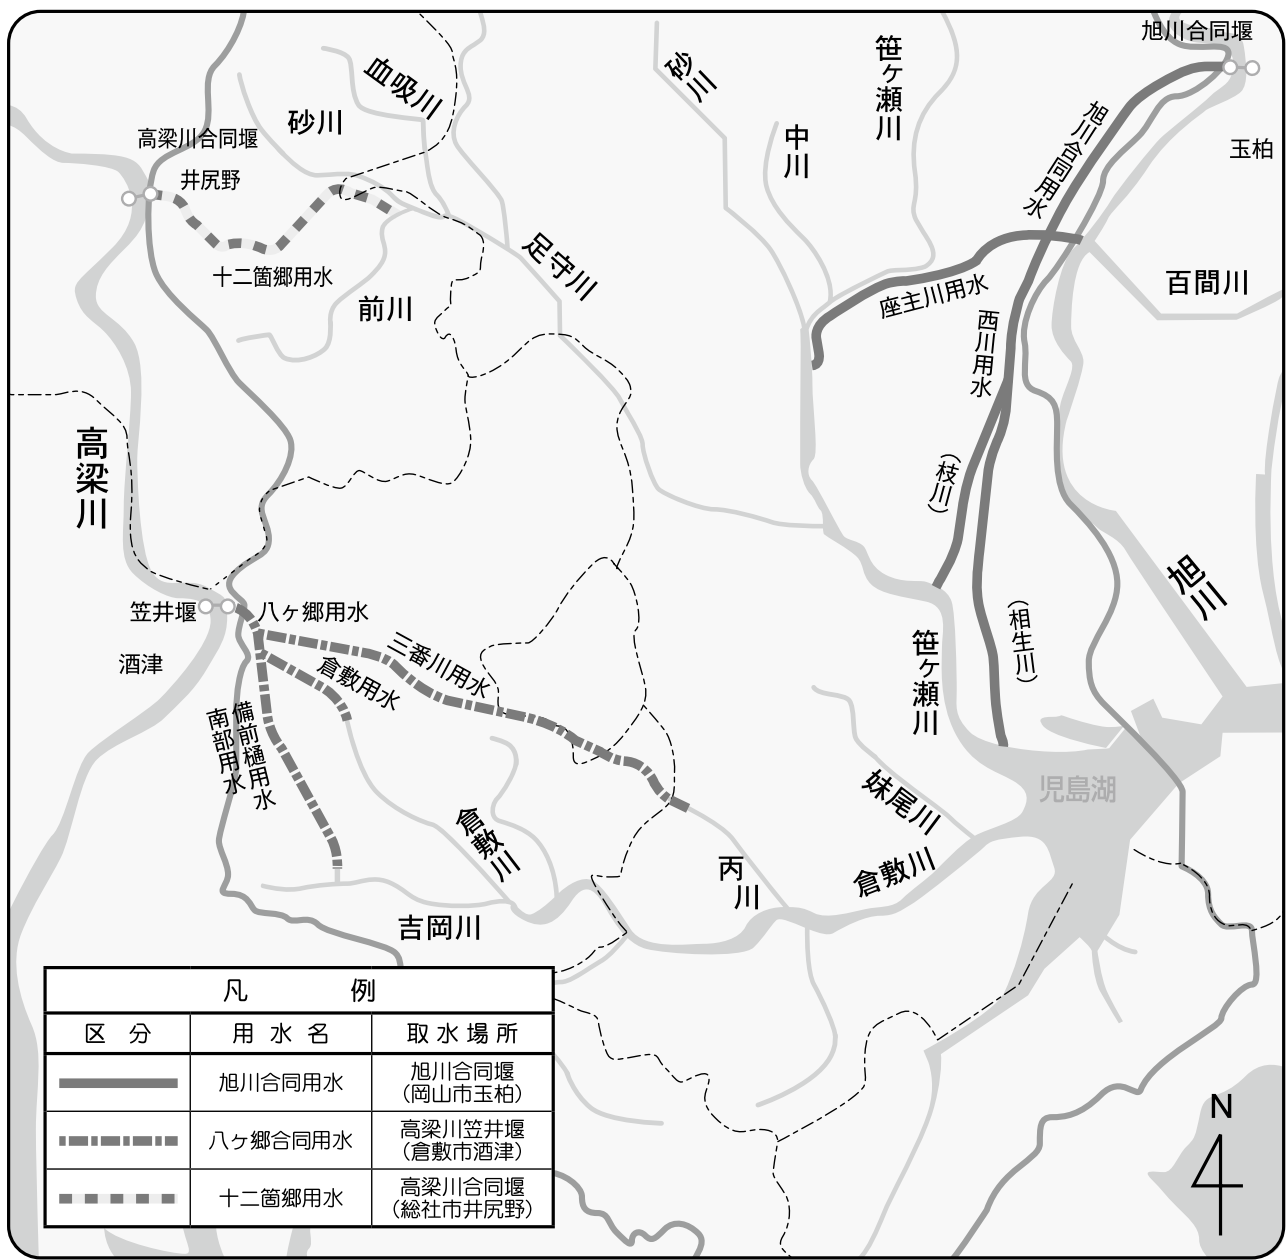 旭川合同堰
血吸川
砂川
笹ヶ瀬川
砂川
中川
高梁川合同堰
井尻野
旭川合同用水
玉柏
十二箇郷用水
足守川
前川
座主川用水
百間川
西川用水
高梁川
（枝川）
旭川
笠井堰
八ヶ郷用水
酒津
三番川用水
倉敷用水
（相生川）
笹ヶ瀬川
南部用水
備前樋用水
児島湖
妹尾川
倉敷川
倉敷川
丙川
吉岡川
凡 例
区 分 用 水 名 取 水 場 所
旭川合同用水 旭川合同堰
（岡山市玉柏）
八ヶ郷合同用水 高梁川笠井堰
（倉敷市酒津）
十二箇郷用水 高梁川合同堰
（総社市井尻野）
N